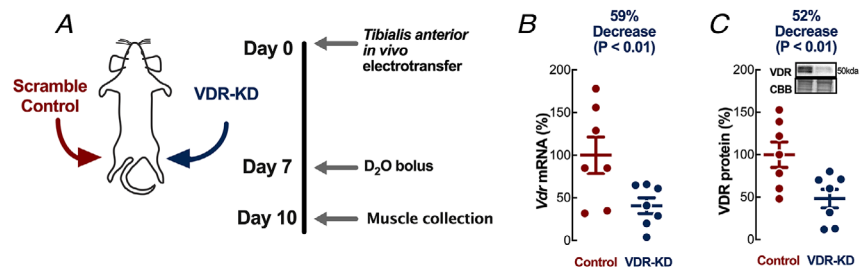 A
Scramble
Control
VDR-KD
Day 0
Tibialis anterior
in vivo
electrotransfer
Day 7
D₂O bolus
Day 10
Muscle collection
B
59%
Decrease
(P < 0.01)
Vdr mRNA (%)
200
150
100
50
0
Control
VDR-KD
C
52%
Decrease
(P < 0.01)
VDR
50kda
CBB
VDR protein (%)
200
150
100
50
0
Control
VDR-KD